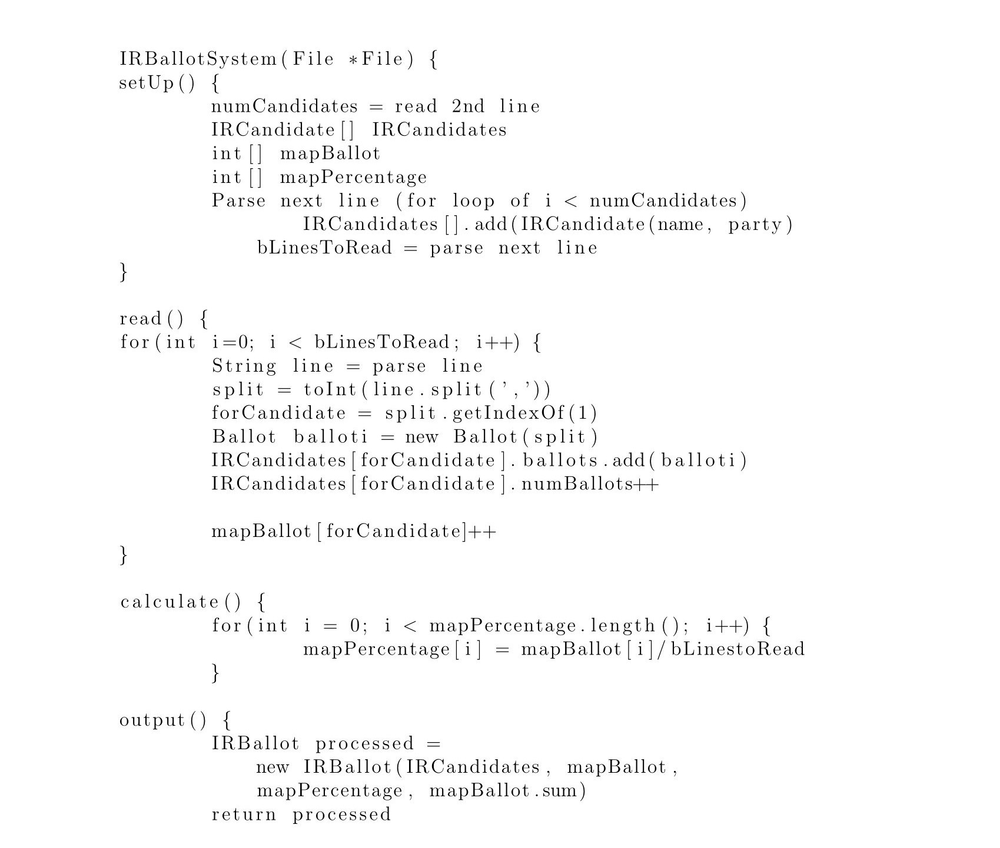 IRBallotSystem(File *File) {
setUp() {
numCandidates = read 2nd line
IRCandidate[] IRCandidates
int[] mapBallot
int[] mapPercentage
Parse next line (for loop of i < numCandidates)
IRCandidates[].add(IRCandidate(name, party)
bLinesToRead = parse next line
}
read() {
for(int i=0; i < bLinesToRead; i++) {
String line = parse line
split = toInt(line.split(','))
forCandidate = split.getIndexOf(1)
Ballot balloti = new Ballot(split)
IRCandidates[forCandidate].ballots.add(balloti)
IRCandidates[forCandidate].numBallots++
mapBallot[forCandidate]++
}
calculate() {
for(int i = 0; i < mapPercentage.length(); i++) {
mapPercentage[i] = mapBallot[i]/bLinestoRead
}
output() {
IRBallot processed =
new IRBallot(IRCandidates, mapBallot,
mapPercentage, mapBallot.sum)
return processed